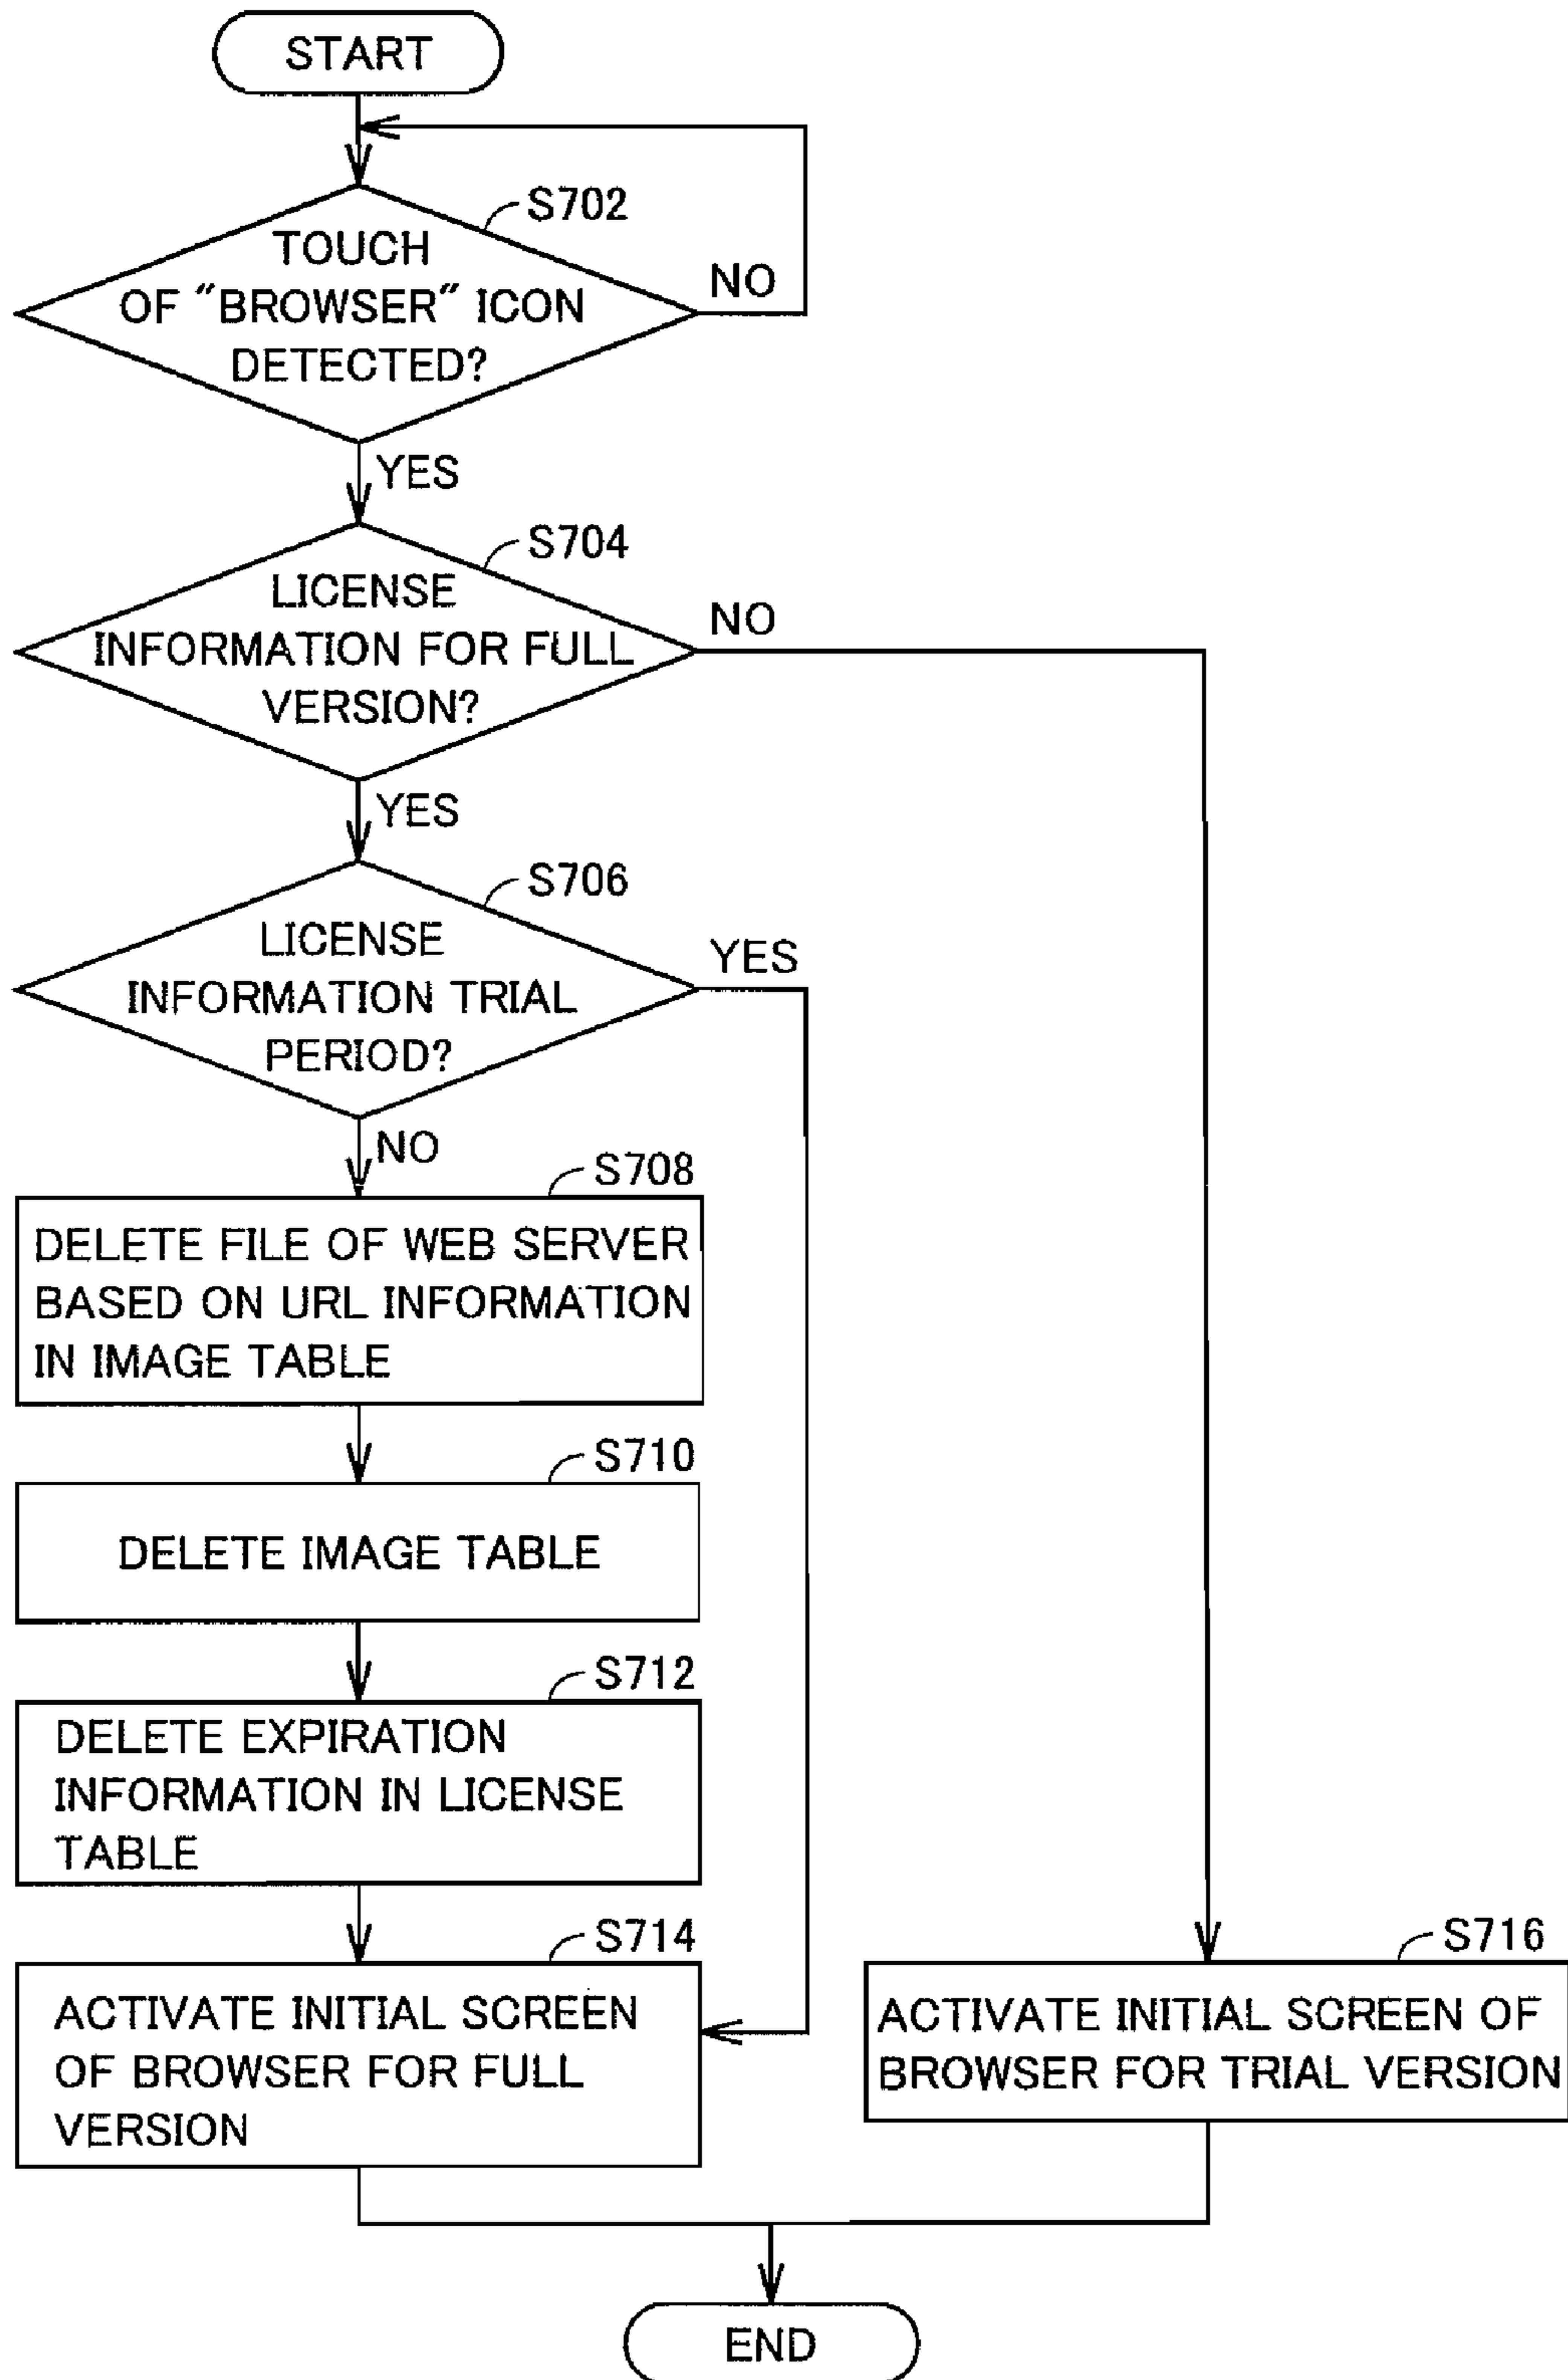 START
S702
TOUCH
OF "BROWSER" ICON
DETECTED?
NO
YES
S704
LICENSE
INFORMATION FOR FULL
VERSION?
NO
YES
S706
LICENSE
INFORMATION TRIAL
PERIOD?
YES
NO
S708
DELETE FILE OF WEB SERVER
BASED ON URL INFORMATION
IN IMAGE TABLE
S710
DELETE IMAGE TABLE
S712
DELETE EXPIRATION
INFORMATION IN LICENSE
TABLE
S714
ACTIVATE INITIAL SCREEN
OF BROWSER FOR FULL
VERSION
S716
ACTIVATE INITIAL SCREEN OF
BROWSER FOR TRIAL VERSION
END